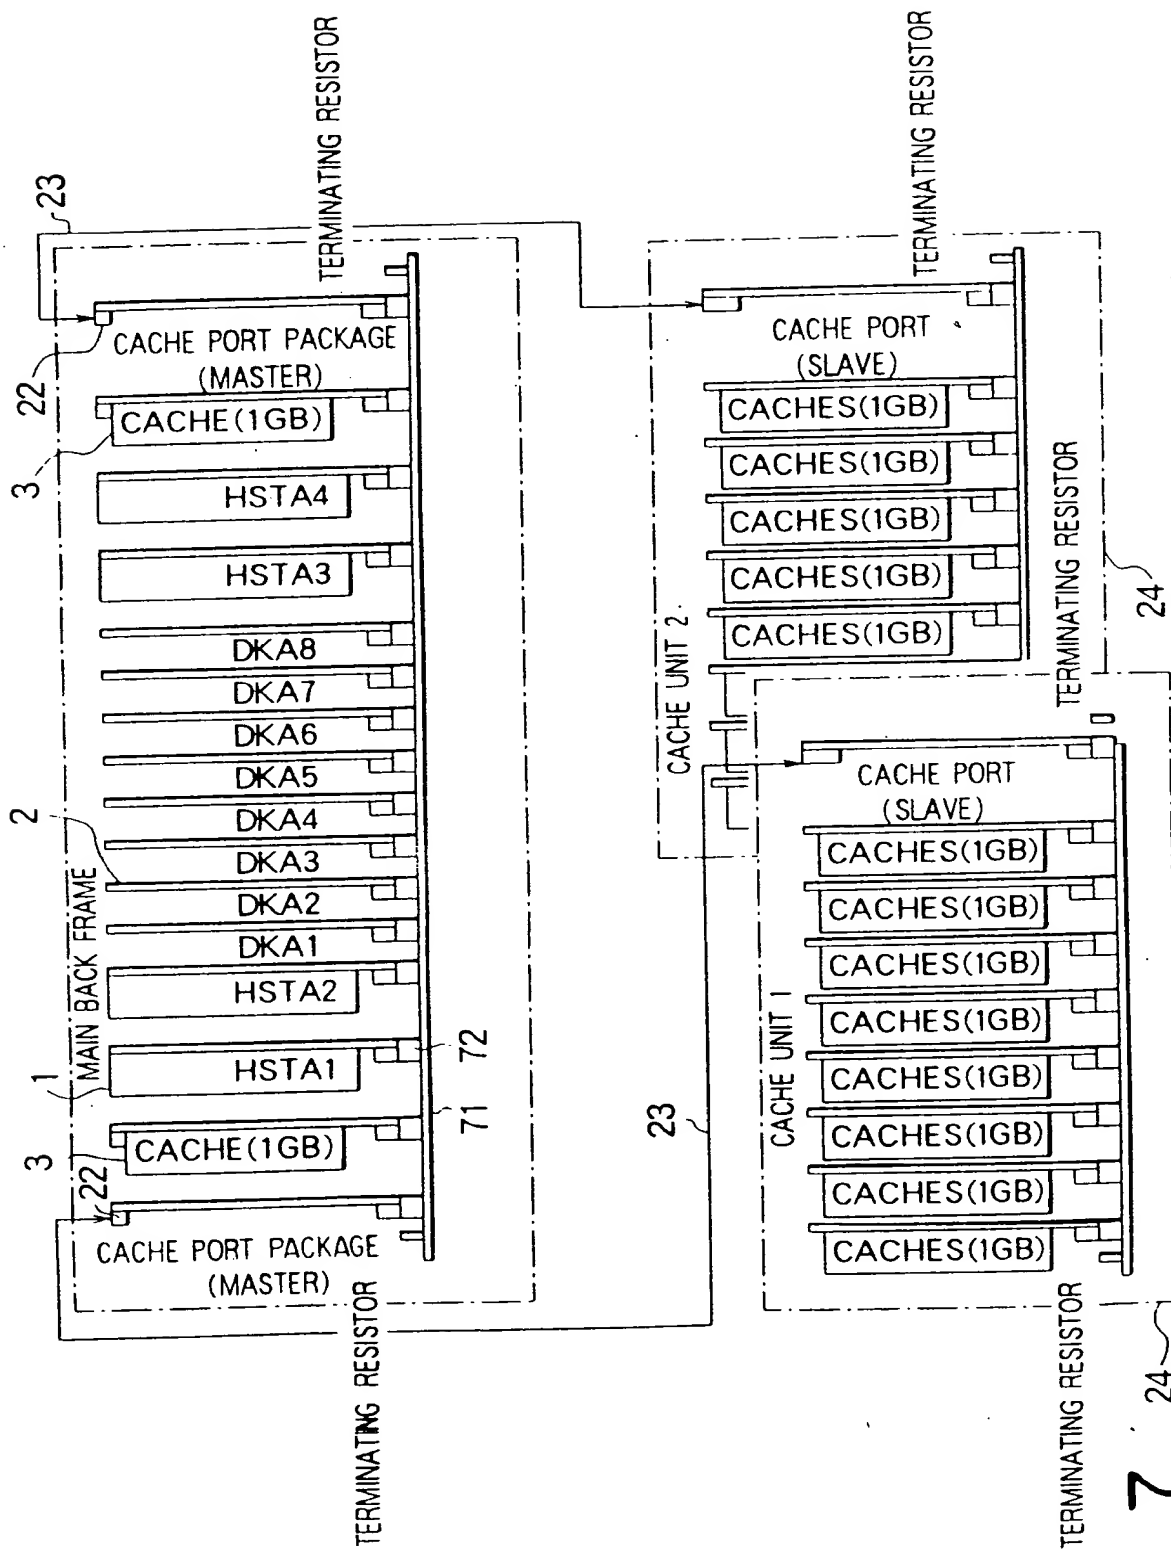 MAIN BACK FRAME
1
2
3
3
22
22
23
TERMINATING RESISTOR
CACHE PORT PACKAGE
(MASTER)
CACHE (1GB)
HSTA1
HSTA2
DKA1
DKA2
DKA3
DKA4
DKA5
DKA6
DKA7
DKA8
HSTA3
HSTA4
CACHE(1GB)
CACHE PORT PACKAGE
(MASTER)
TERMINATING RESISTOR
71
72
23
CACHE UNIT 1
TERMINATING RESISTOR
CACHES(1GB)
CACHES(1GB)
CACHES(1GB)
CACHES(1GB)
CACHES(1GB)
CACHES(1GB)
CACHES(1GB)
CACHES(1GB)
CACHE PORT
(SLAVE)
TERMINATING RESISTOR
24
CACHE UNIT 2
CACHES(1GB)
CACHES(1GB)
CACHES(1GB)
CACHES(1GB)
CACHES(1GB)
CACHE PORT
(SLAVE)
TERMINATING RESISTOR
24
7